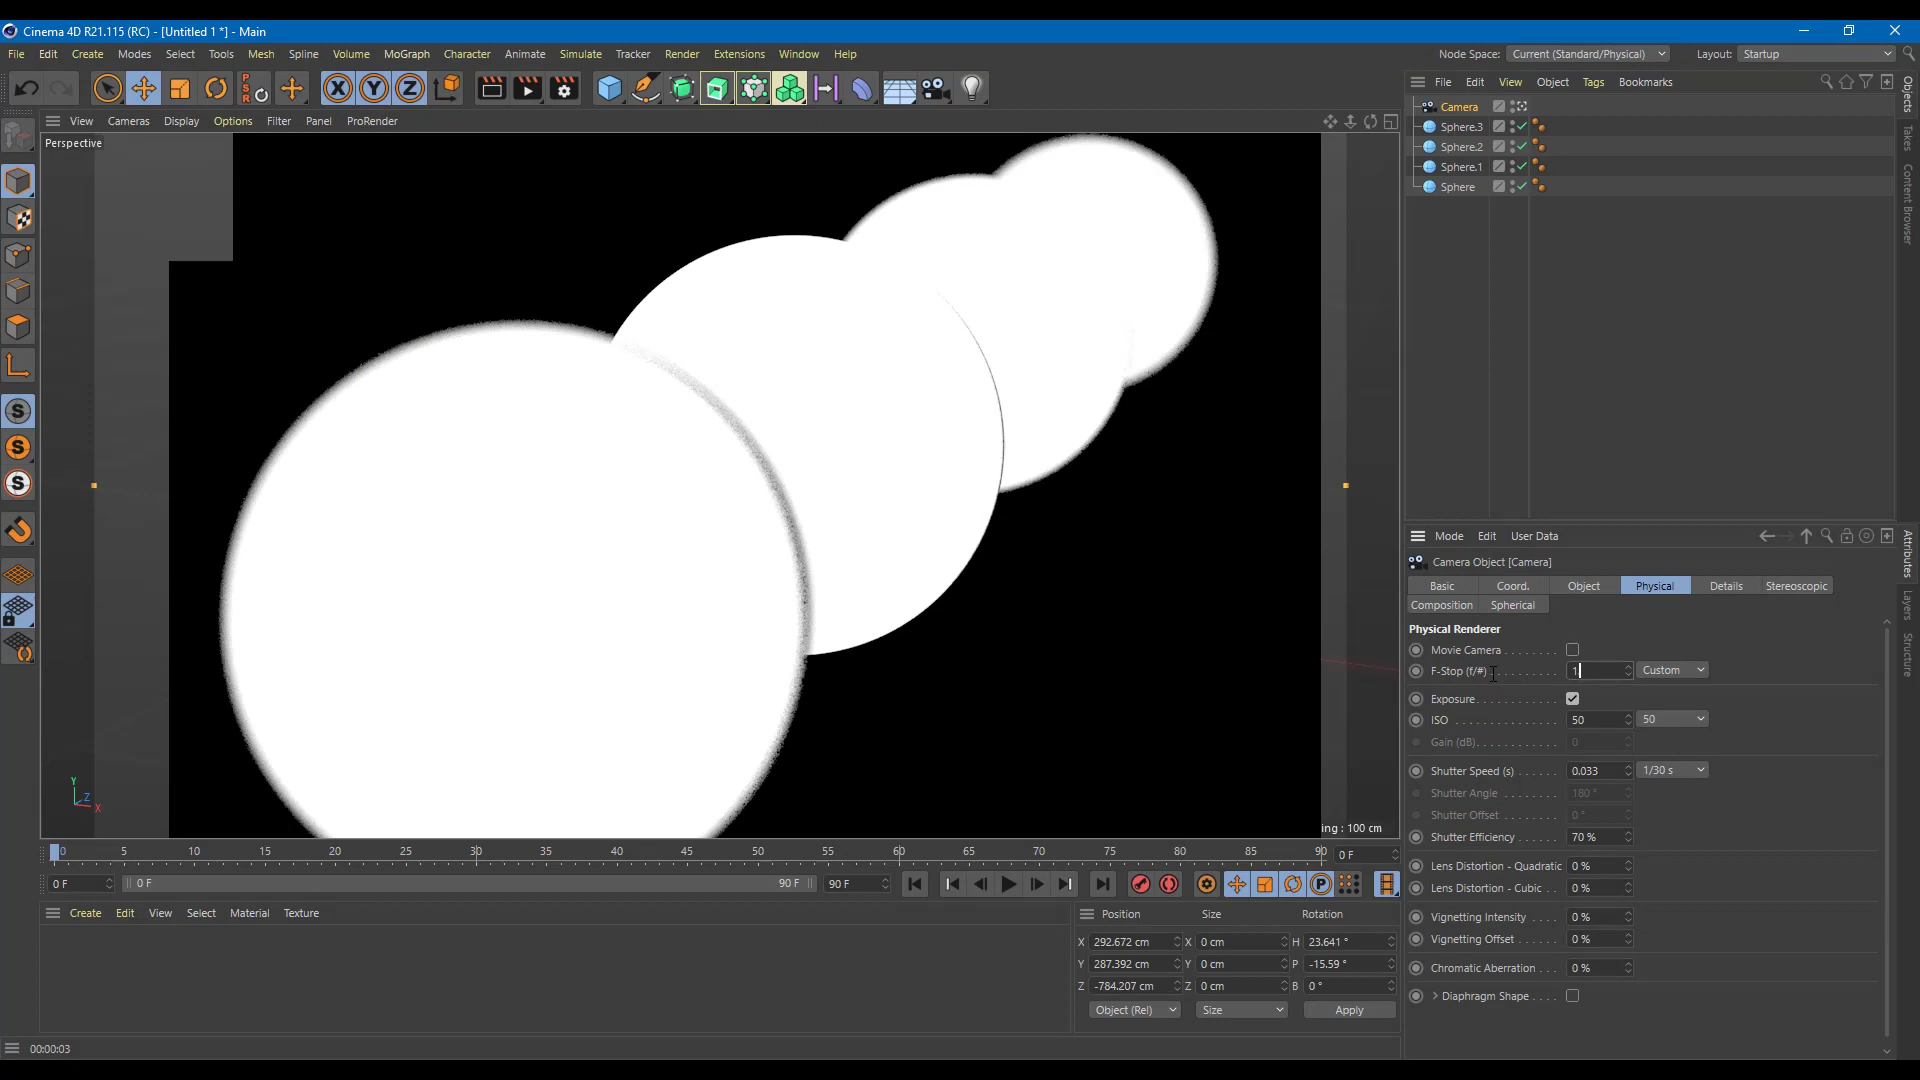 Cinema 4D R21.115 (RC) - [Untitled 1 *] - Main
File Edit Create Modes Select Tools Mesh Spline Volume MoGraph Character Animate Simulate Tracker Render Extensions Window Help Node Space: Current (Standard/Physical) Layout: Startup
PSR X Y Z
File Edit View Object Tags Bookmarks
View Cameras Display Options Filter Panel ProRender
Perspective
Camera
Sphere.3
Sphere.2
Sphere.1
Sphere
Objects
Takes
Content Browser
S
S
S
Mode Edit User Data
Camera Object [Camera]
Basic Coord. Object Physical Details Stereoscopic
Composition Spherical
Attributes
Layers
Structure
Physical Renderer
Movie Camera . . . . . . . .
F-Stop (f/#) . . . . . . . . . 1 Custom
Exposure. . . . . . . . . . . .
ISO . . . . . . . . . . . . . . . 50 50
Gain (dB). . . . . . . . . . . . 0
Shutter Speed (s) . . . . . . 0.033 1/30 s
Shutter Angle . . . . . . . . 180 °
Shutter Offset . . . . . . . . 0 °
Shutter Efficiency . . . . . . 70 %
Lens Distortion - Quadratic 0 %
Lens Distortion - Cubic . . 0 %
Vignetting Intensity . . . . 0 %
Vignetting Offset . . . . . . 0 %
Chromatic Aberration . . . 0 %
> Diaphragm Shape . . . .
Y
Z
X
ing : 100 cm
0 5 10 15 20 25 30 35 40 45 50 55 60 65 70 75 80 85 90 0 F
0 F 0 F 90 F 90 F P
Create Edit View Select Material Texture
Position Size Rotation
X 292.672 cm X 0 cm H 23.641 °
Y 287.392 cm Y 0 cm P -15.59 °
Z -784.207 cm Z 0 cm B 0 °
Object (Rel) Size Apply
00:00:03